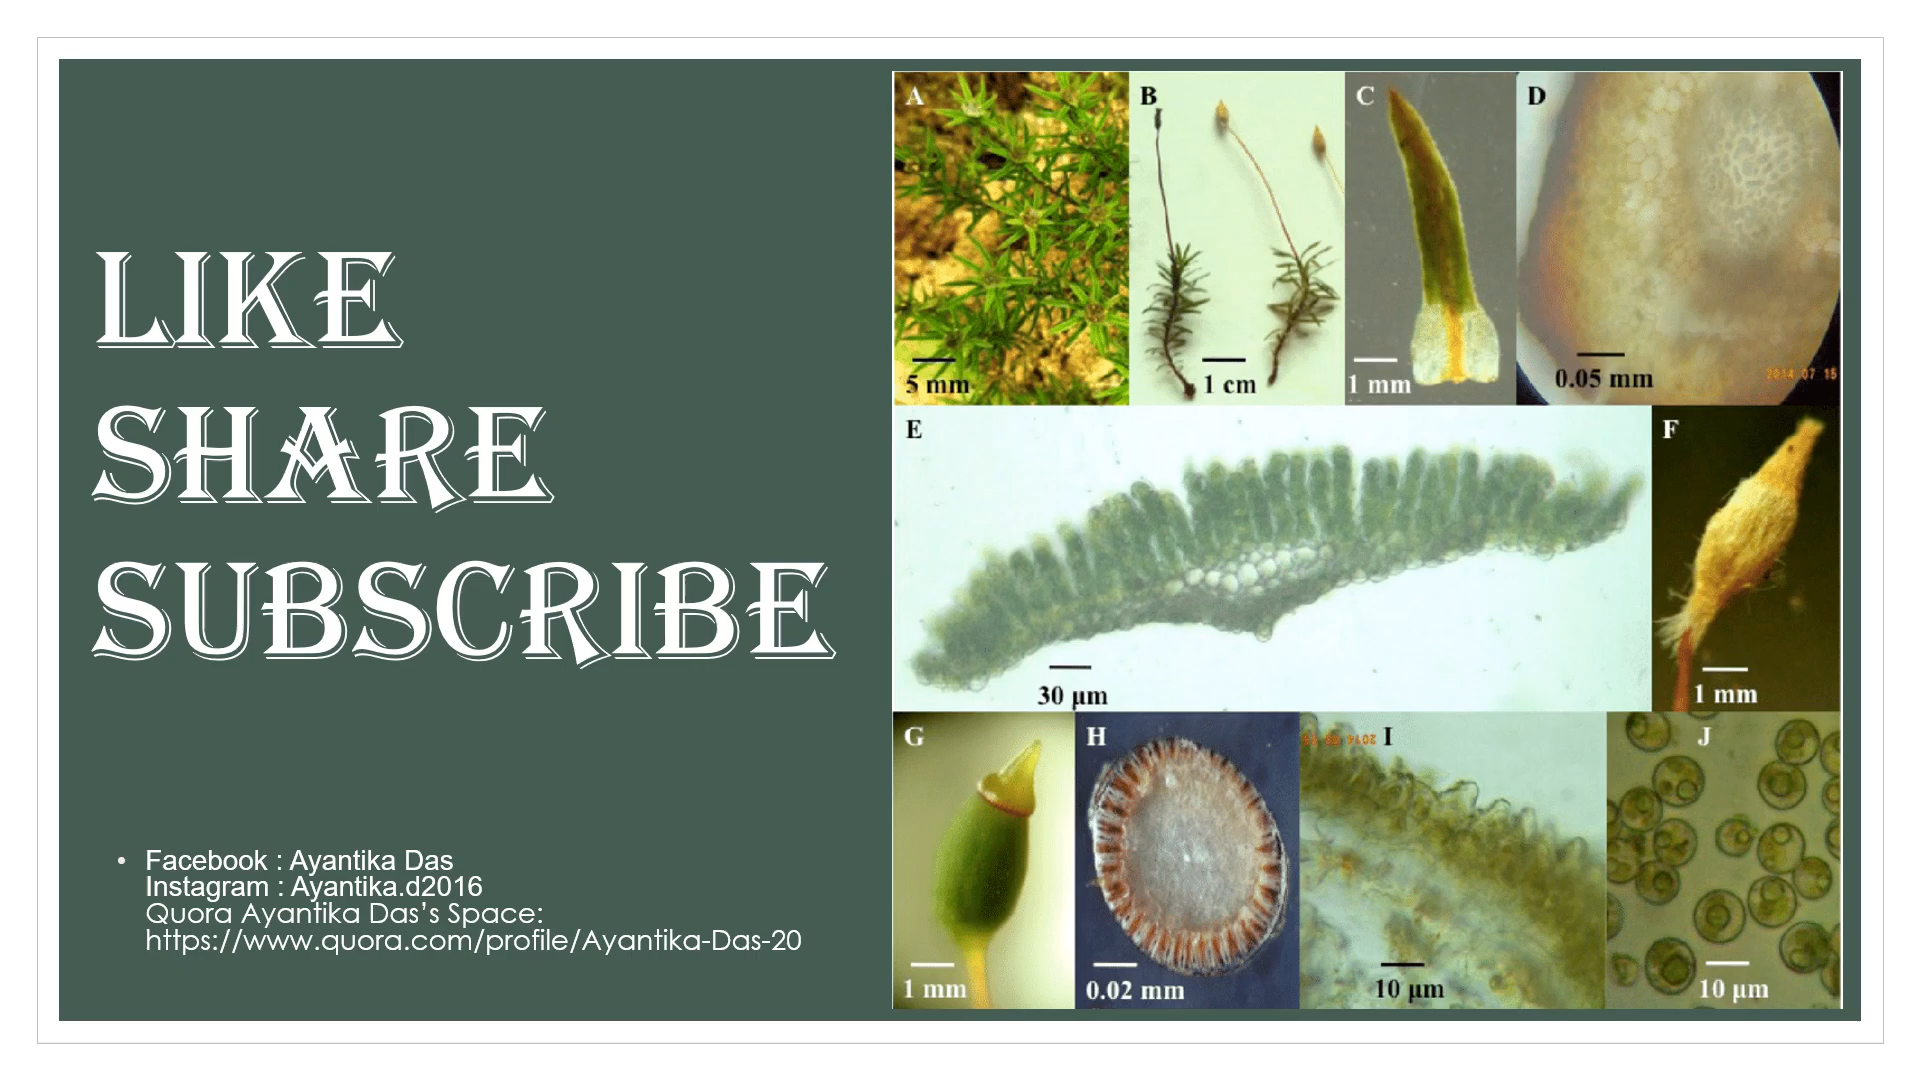 LIKE
SHARE
SUBSCRIBE
• Facebook : Ayantika Das
Instagram : Ayantika.d2016
Quora Ayantika Das’s Space:
https://www.quora.com/profile/Ayantika-Das-20
A B C D
5 mm 1 cm 1 mm 0.05 mm
2014 07 15
E F
30 µm 1 mm
G H I J
1 mm 0.02 mm 10 µm 10 µm